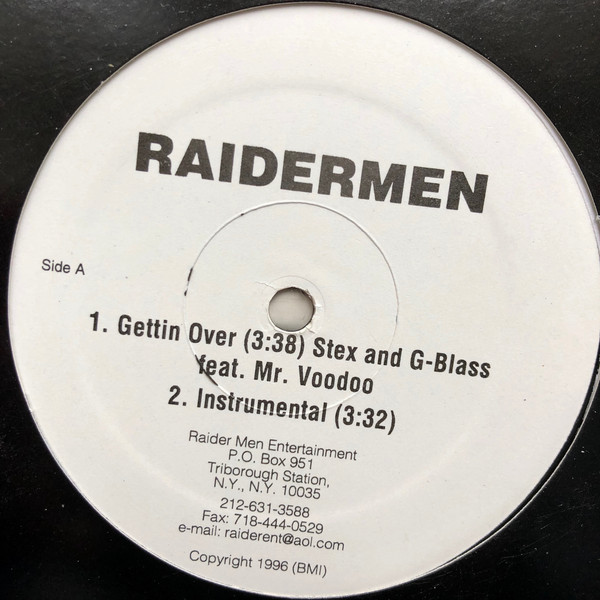 RAIDERMEN
Side A
1. Gettin Over (3:38) Stex and G-Blass
feat. Mr. Voodoo
2. Instrumental (3:32)
Raider Men Entertainment
P.O. Box 951
Triborough Station,
N.Y., N.Y. 10035
212-631-3588
Fax: 718-444-0529
e-mail: raiderent@aol.com
Copyright 1996 (BMI)